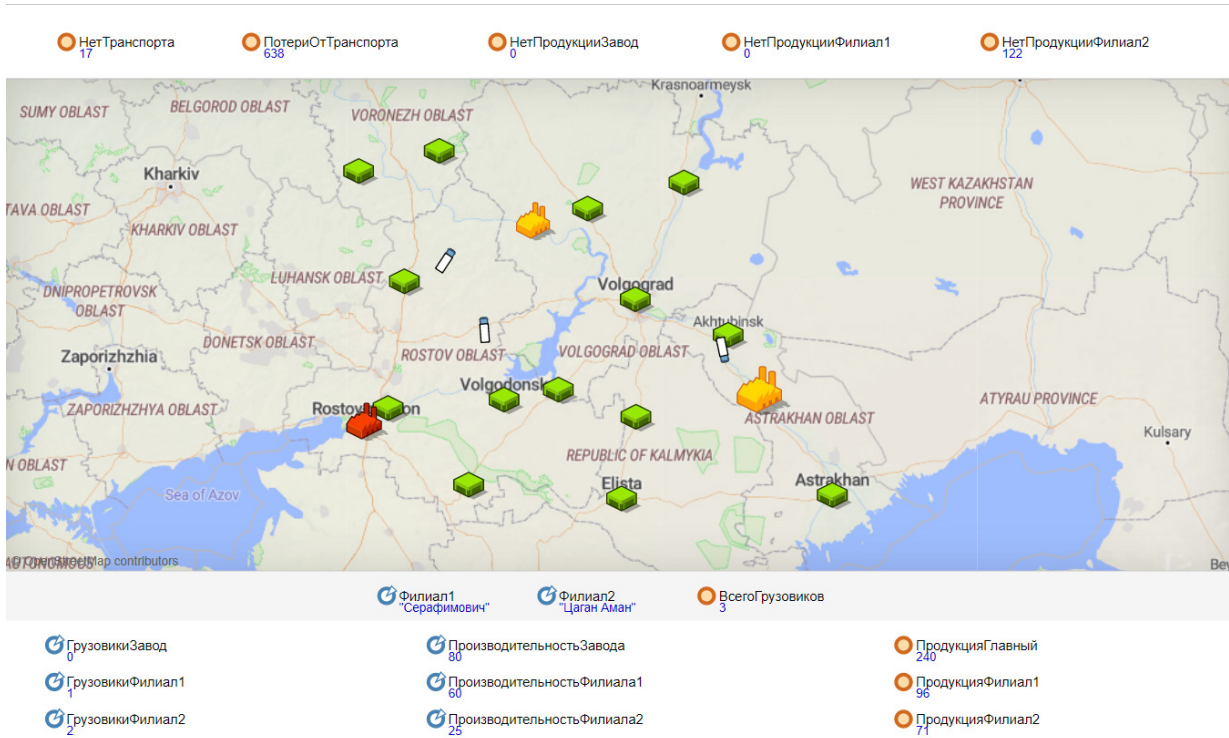 НетТранспорта ПотериОтТранспорта НетПродукцииЗавод НетПродукцииФилиал1 НетПродукцииФилиал2
17 638 0 0 122
Krasnoarmeysk
SUMY OBLAST BELGOROD OBLAST VORONEZH OBLAST
Kharkiv
WEST KAZAKHSTAN
PROVINCE
TAVA OBLAST
KHARKIV OBLAST
LUHANSK OBLAST
Volgograd
DNIPROPETROVSK
OBLAST
Akhtubinsk
DONETSK OBLAST
Zaporizhzhia ROSTOV OBLAST VOLGOGRAD OBLAST
Volgodonsk
ZAPORIZHZHYA OBLAST ATYRAU PROVINCE
ASTRAKHAN OBLAST
Kulsary
N OBLAST REPUBLIC OF KALMYKIA
Sea of Azov Elista Astrakhan
© OpenStreetMap contributors
Филиал1 Филиал2 ВсегоГрузовиков
"Серафимович" "Цаган Аман" 3
ГрузовикиЗавод ПроизводительностьЗавода ПродукцияГлавный
0 80 240
ГрузовикиФилиал1 ПроизводительностьФилиала1 ПродукцияФилиал1
1 60 96
ГрузовикиФилиал2 ПроизводительностьФилиала2 ПродукцияФилиал2
2 25 71